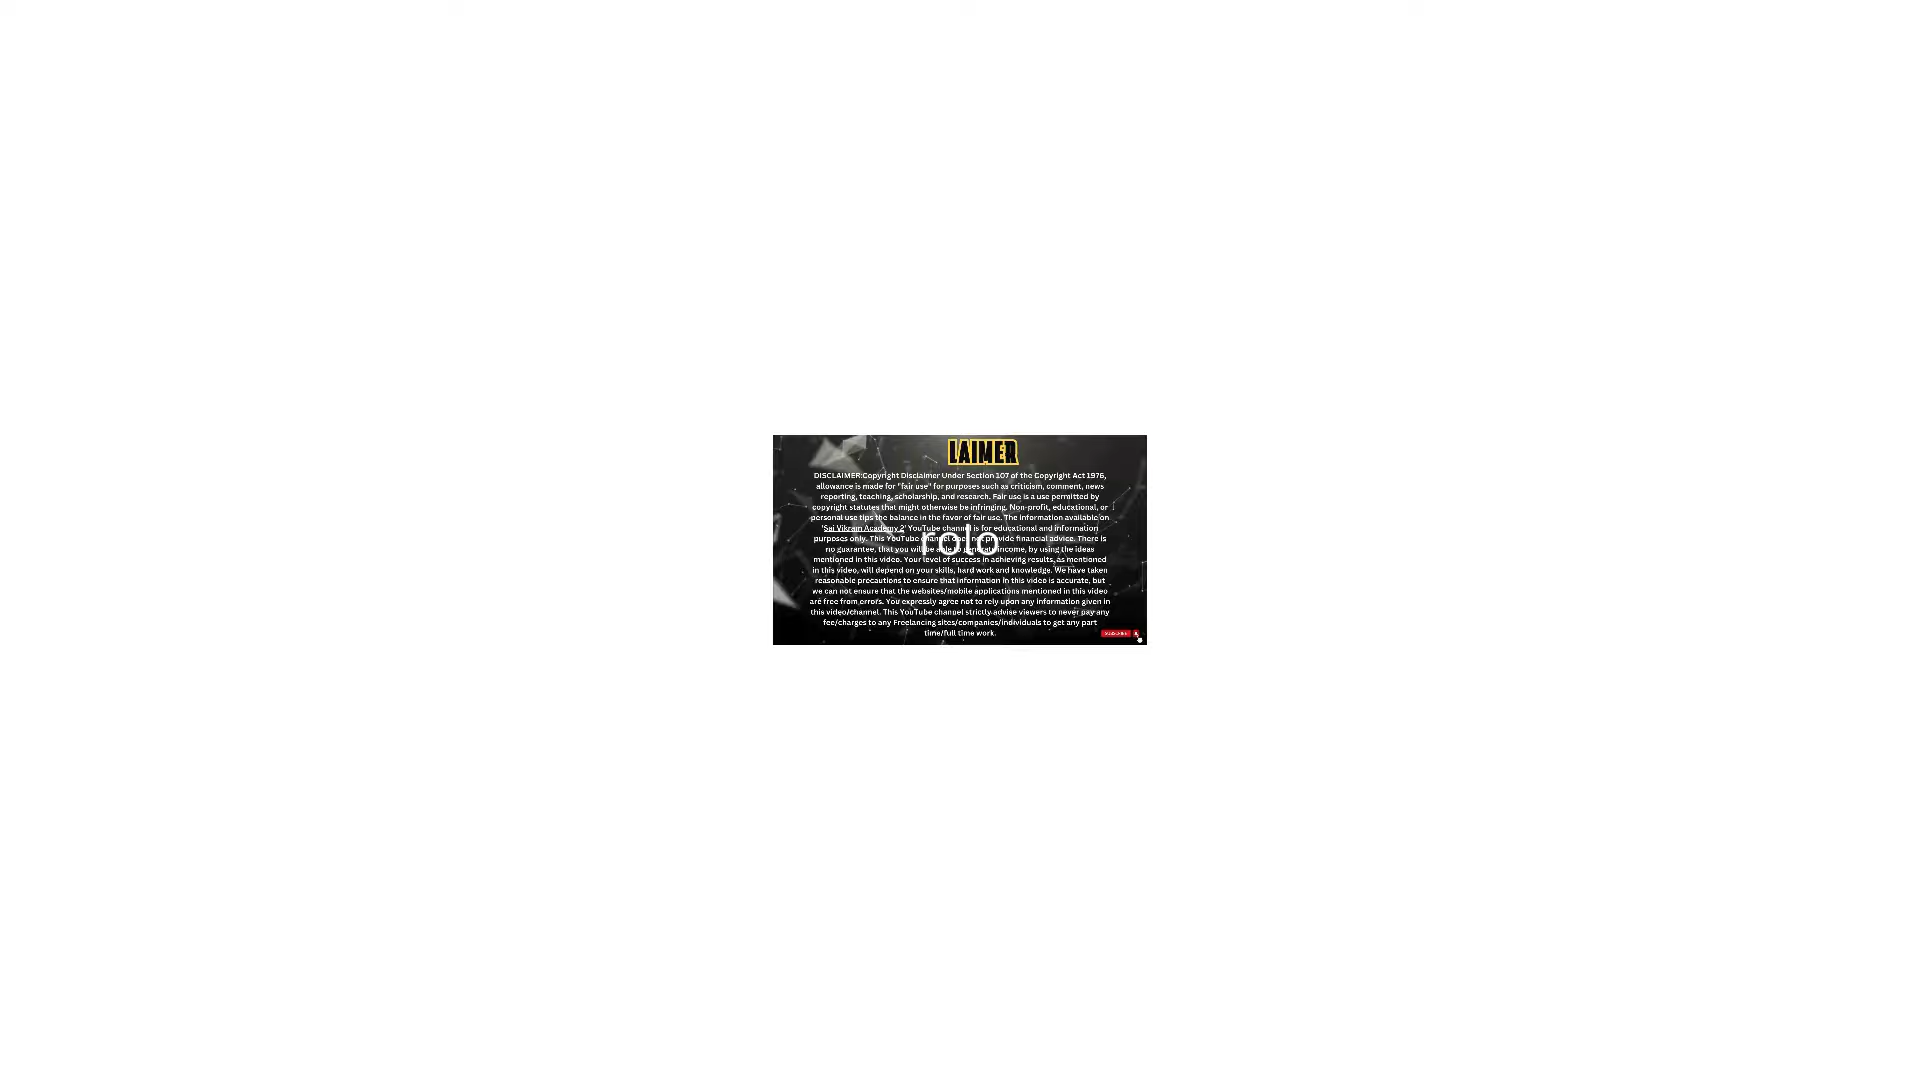 LAIMER
DISCLAIMER:Copyright Disclaimer Under Section 107 of the Copyright Act 1976,
allowance is made for "fair use" for purposes such as criticism, comment, news
reporting, teaching, scholarship, and research. Fair use is a use permitted by
copyright statutes that might otherwise be infringing. Non-profit, educational, or
personal use tips the balance in the favor of fair use. The information available on
'Sai Vikram Academy 2' YouTube channel is for educational and information
purposes only. This YouTube channel does not provide financial advice. There is
rolo
no guarantee, that you will be able to generate income, by using the ideas
mentioned in this video. Your level of success in achieving results, as mentioned
in this video, will depend on your skills, hard work and knowledge. We have taken
reasonable precautions to ensure that information in this video is accurate, but
we can not ensure that the websites/mobile applications mentioned in this video
are free from errors. You expressly agree not to rely upon any information given in
this video/channel. This YouTube channel strictly advise viewers to never pay any
fee/charges to any Freelancing sites/companies/individuals to get any part
time/full time work.
SUBSCRIBE